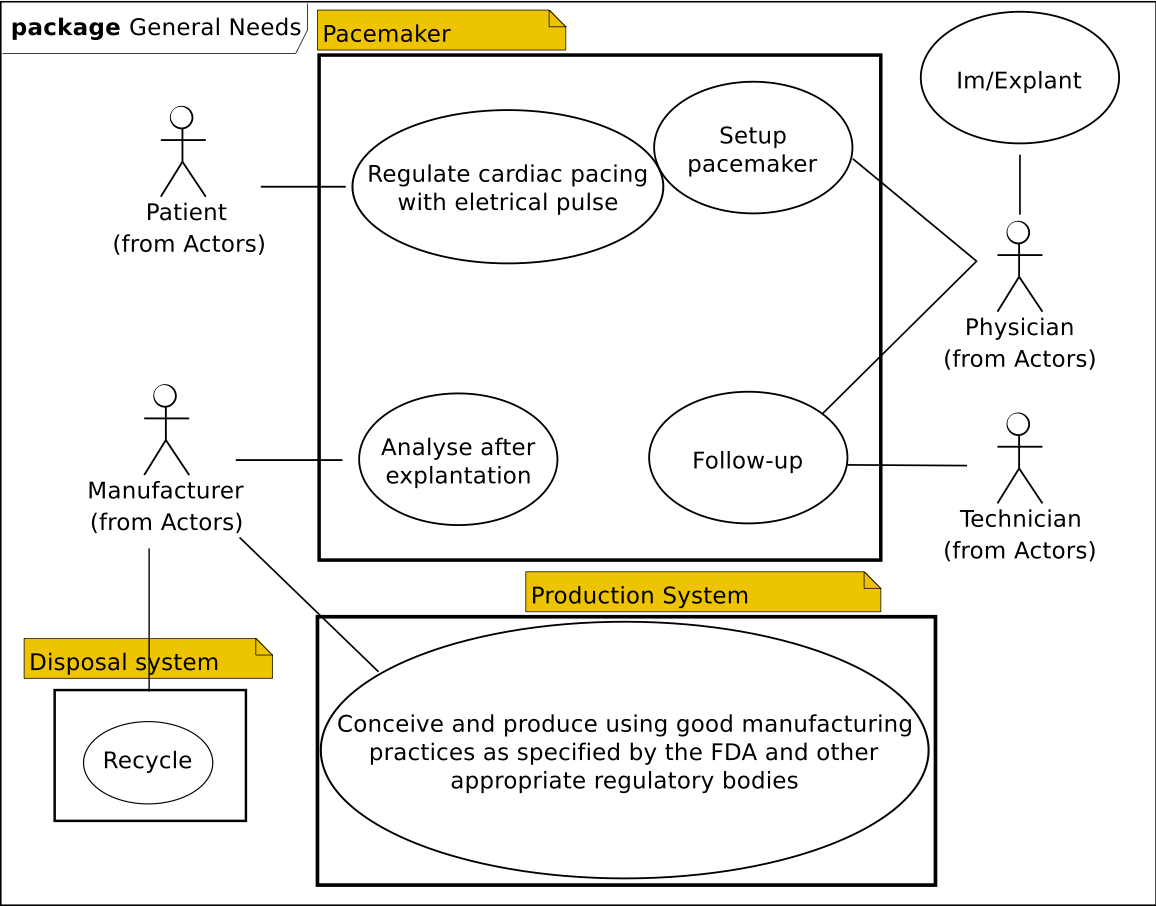 package General Needs
Pacemaker
Im/Explant
Setup
pacemaker
Regulate cardiac pacing
with eletrical pulse
Patient
(from Actors)
Physician
(from Actors)
Analyse after
explantation
Follow-up
Manufacturer
(from Actors)
Technician
(from Actors)
Production System
Disposal system
Recycle
Conceive and produce using good manufacturing
practices as specified by the FDA and other
appropriate regulatory bodies